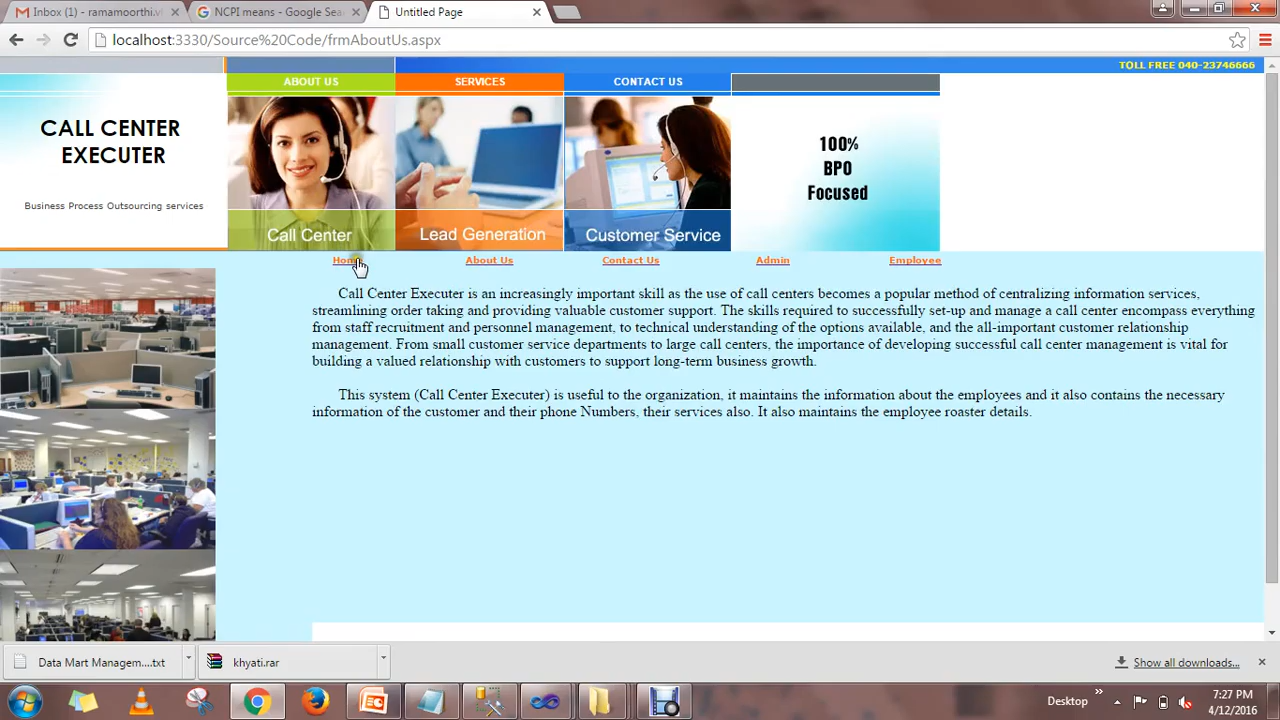 Inbox (1) - ramamoorthi.v
NCPI means - Google Sea
Untitled Page
localhost:3330/Source%20Code/frmAboutUs.aspx
TOLL FREE 040-23746666
ABOUT US
SERVICES
CONTACT US
CALL CENTER
EXECUTER
Business Process Outsourcing services
100%
BPO
Focused
Call Center
Lead Generation
Customer Service
Home
About Us
Contact Us
Admin
Employee
Call Center Executer is an increasingly important skill as the use of call centers becomes a popular method of centralizing information services,
streamlining order taking and providing valuable customer support. The skills required to successfully set-up and manage a call center encompass everything
from staff recruitment and personnel management, to technical understanding of the options available, and the all-important customer relationship
management. From small customer service departments to large call centers, the importance of developing successful call center management is vital for
building a valued relationship with customers to support long-term business growth.
This system (Call Center Executer) is useful to the organization, it maintains the information about the employees and it also contains the necessary
information of the customer and their phone Numbers, their services also. It also maintains the employee roaster details.
Data Mart Managem....txt
khyati.rar
Show all downloads...
Desktop
7:27 PM
4/12/2016